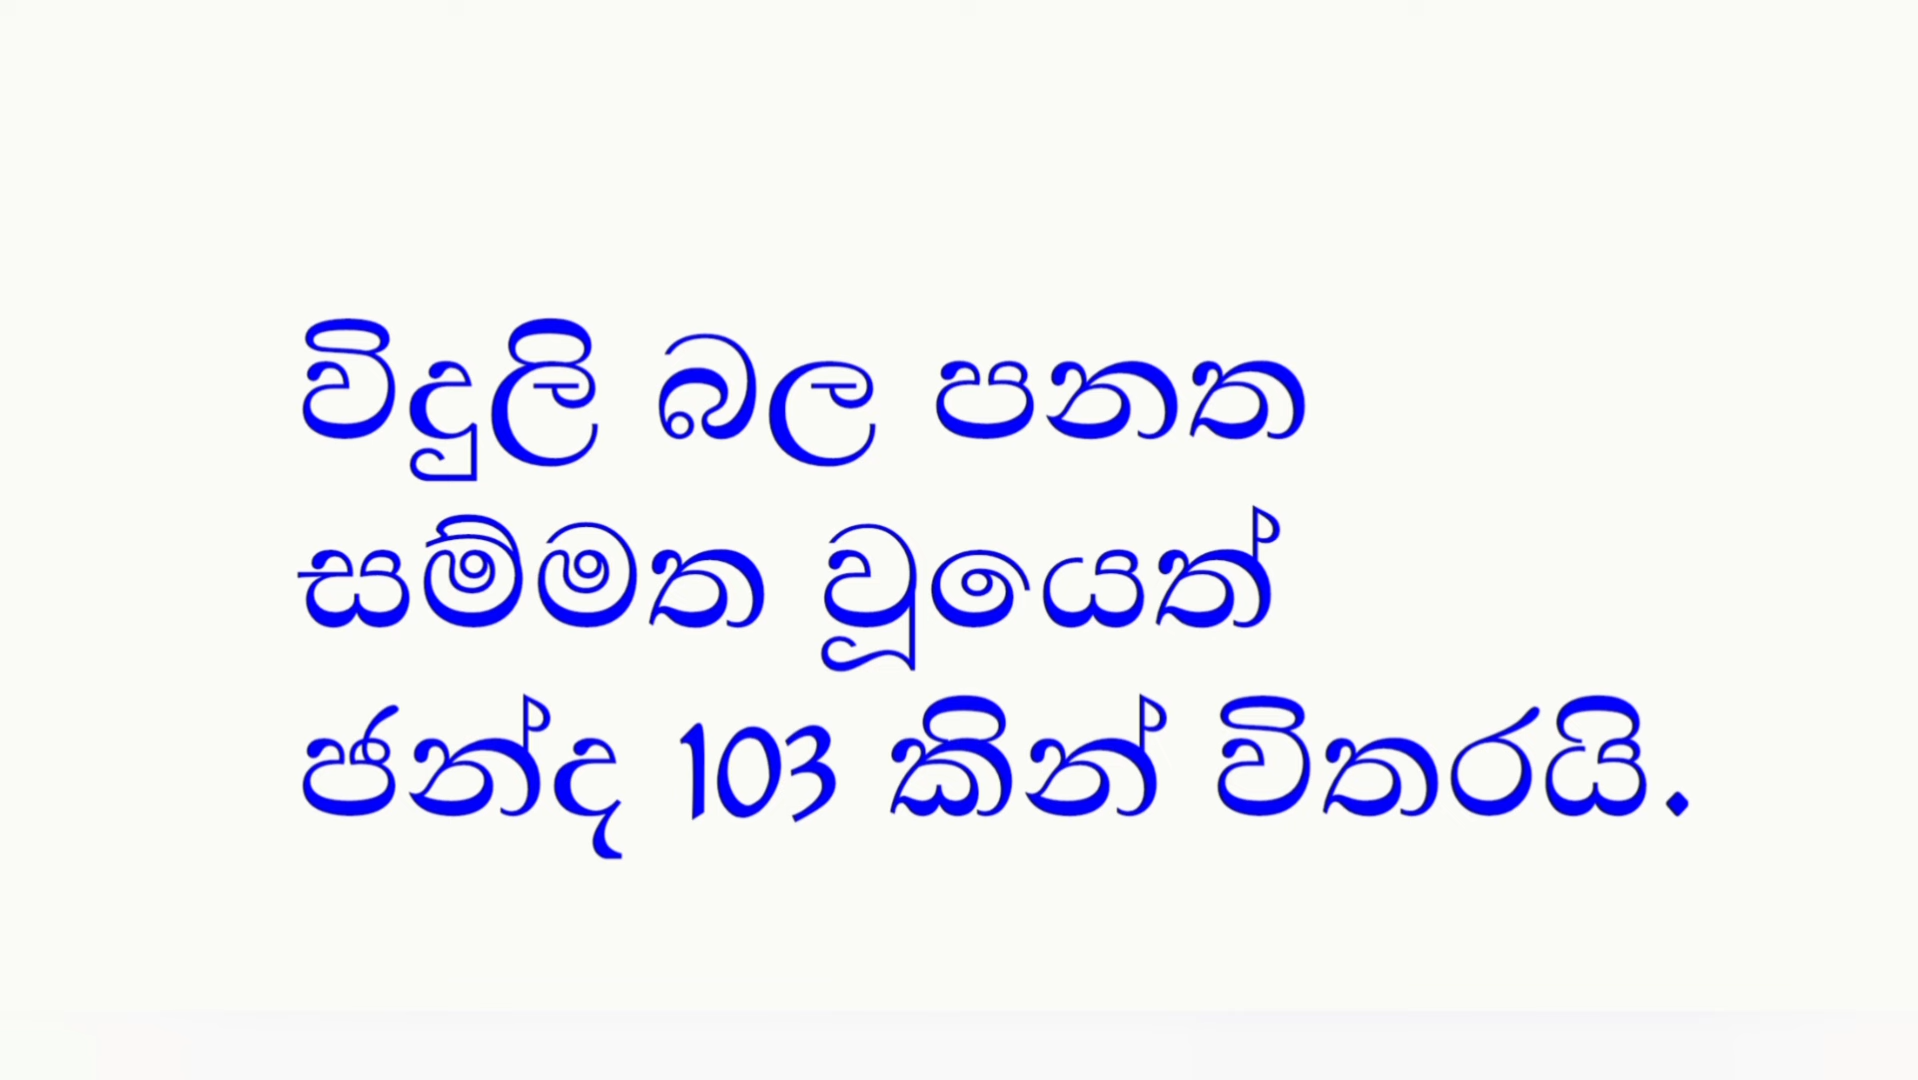 විදුලි බල පනත
සම්මත වූයෙත්
ඡන්ද 103 කින් විතරයි.